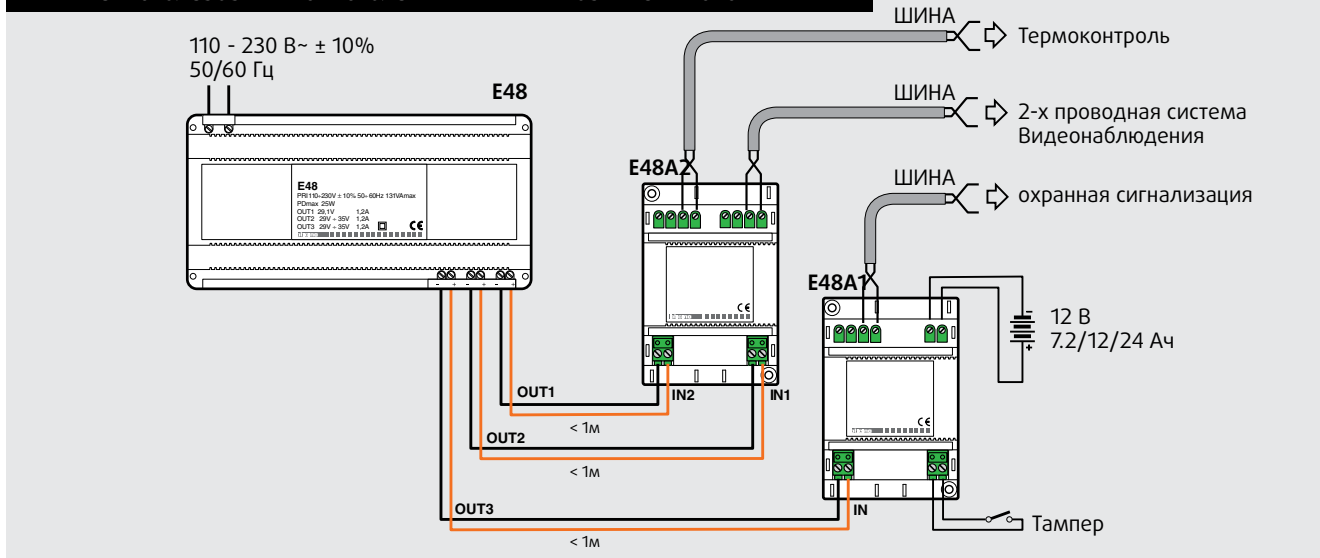 ШИНА
Термоконтроль
110 - 230 В~ ± 10%
50/60 Гц
E48
ШИНА
2-х проводная система
Видеонаблюдения
E48A2
ШИНА
охранная сигнализация
E48
PRI 110~230V ± 10% 50~ 60Hz 131VAmax
PDmax 25W
OUT1 29,1V 1,2A
OUT2 29V ÷ 35V 1,2A
OUT3 29V ÷ 35V 1,2A
CE
- + - + - +
CE
E48A1
-
+
12 В
7.2/12/24 Ач
CE
OUT1
IN2
IN1
< 1м
OUT2
< 1м
OUT3
IN
< 1м
Тампер